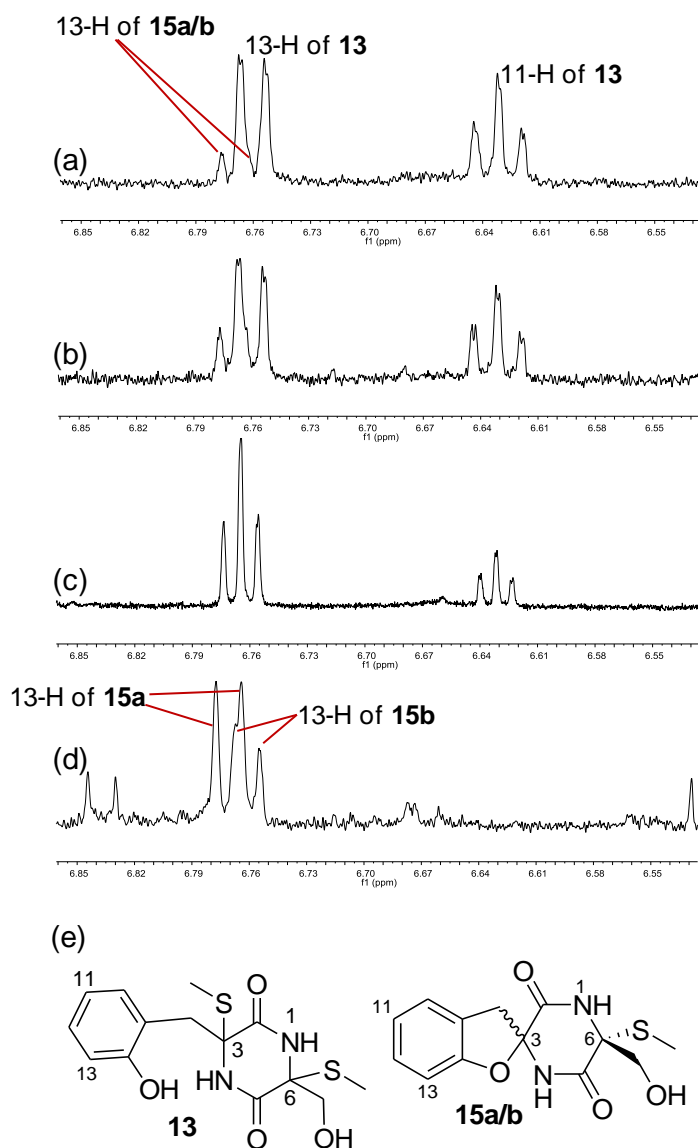 13-H of 15a/b
13-H of 13
11-H of 13
(a)
6.85 6.82 6.79 6.76 6.73 6.70 6.67 6.64 6.61 6.58 6.55
f1 (ppm)
(b)
6.85 6.82 6.79 6.76 6.73 6.70 6.67 6.64 6.61 6.58 6.55
f1 (ppm)
(c)
6.85 6.82 6.79 6.76 6.73 6.70 6.67 6.64 6.61 6.58 6.55
f1 (ppm)
13-H of 15a
13-H of 15b
(d)
6.85 6.82 6.79 6.76 6.73 6.70 6.67 6.64 6.61 6.58 6.55
f1 (ppm)
(e)
11
13
OH
S
O
1
NH
3
HN
6
S
O
OH
13
11
13
O
O
1
NH
3
HN
6
S
O
OH
15a/b